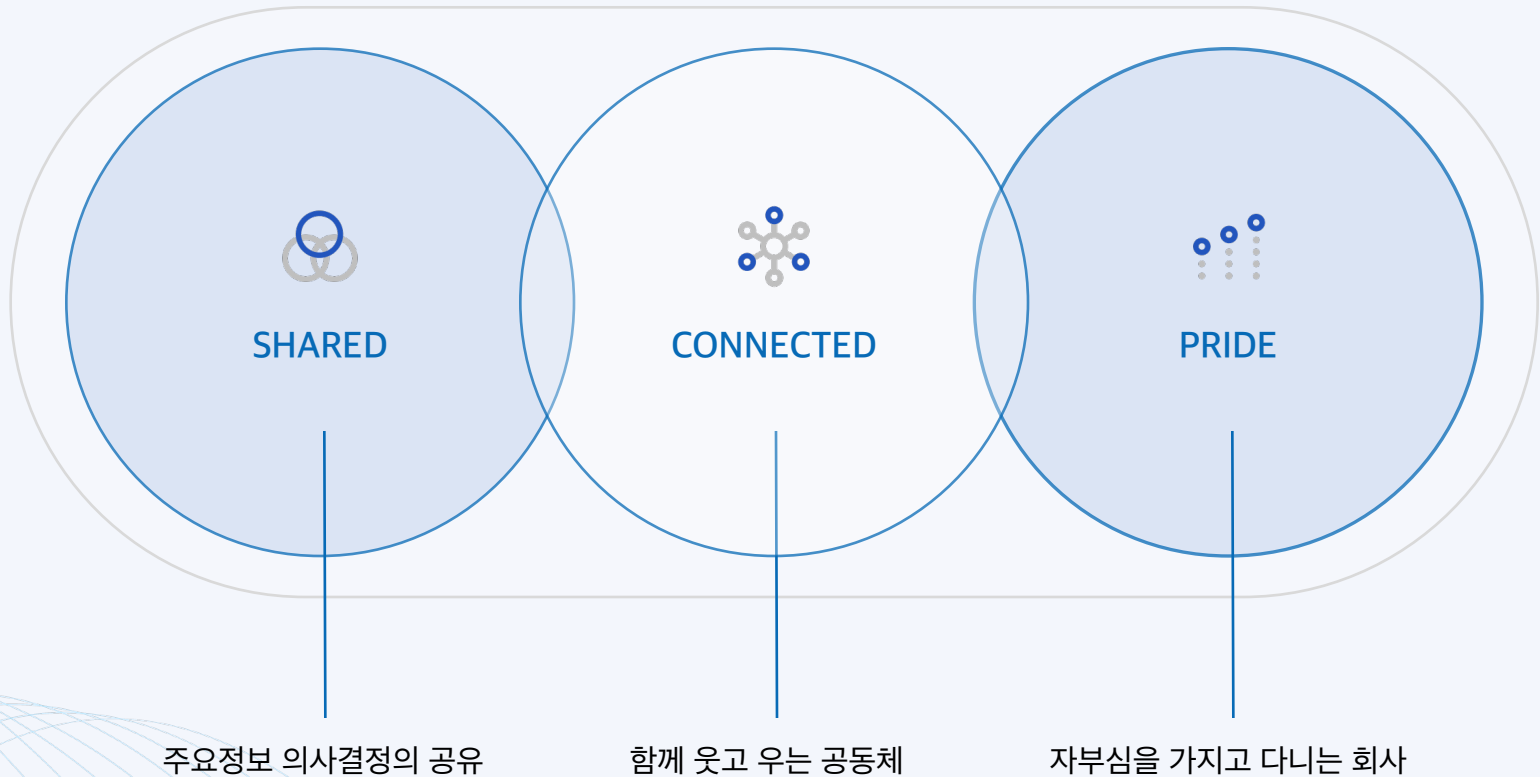 SHARED
CONNECTED
PRIDE
주요정보 의사결정의 공유
함께 웃고 우는 공동체
자부심을 가지고 다니는 회사